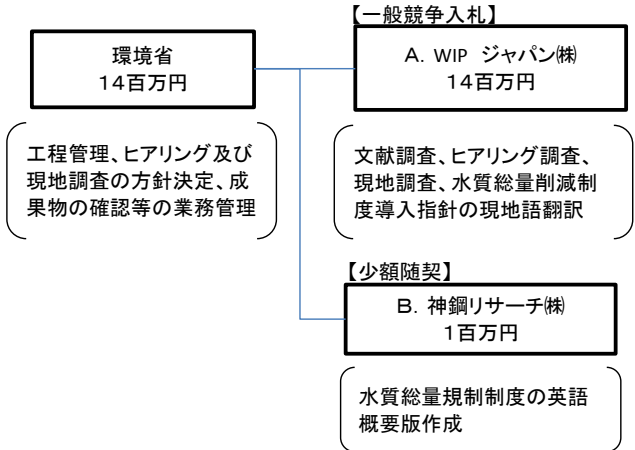 環境省
14百万円
工程管理、ヒアリング及び
現地調査の方針決定、成
果物の確認等の業務管理
【一般競争入札】
A. WIP ジャパン㈱
14百万円
文献調査、ヒアリング調査、
現地調査、水質総量削減制
度導入指針の現地語翻訳
【少額随契】
B. 神鋼リサーチ㈱
1百万円
水質総量規制制度の英語
概要版作成